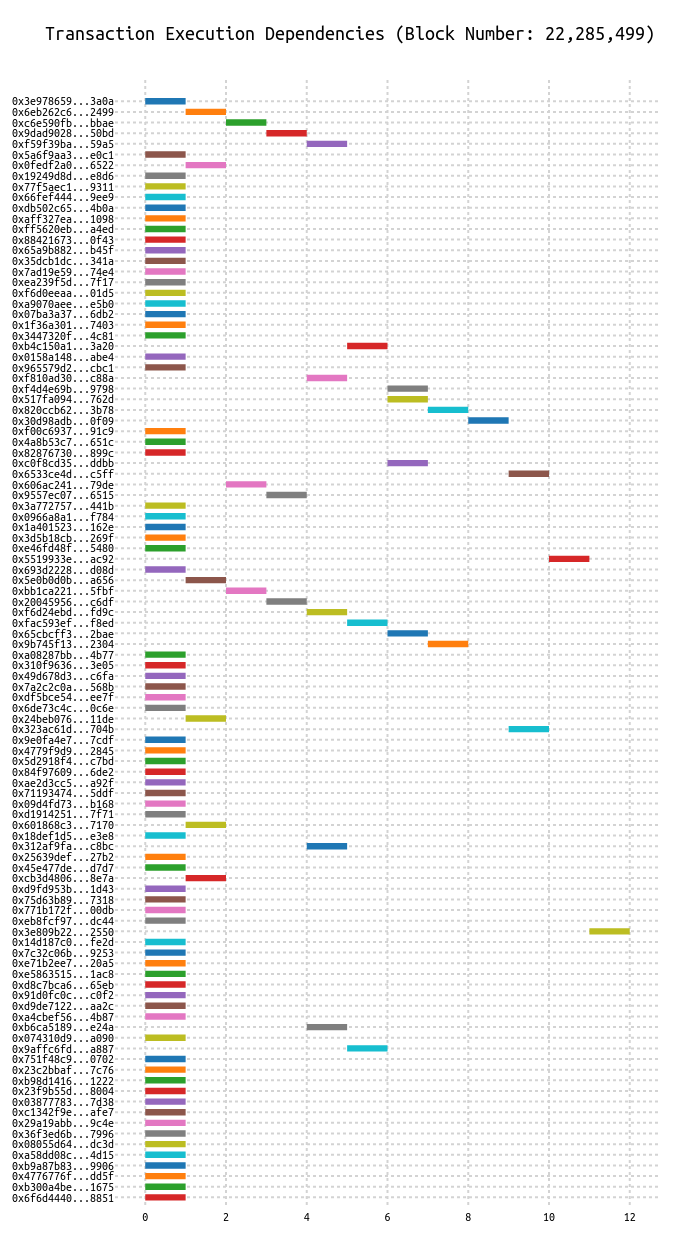 Transaction Execution Dependencies (Block Number: 22,285,499)
0x3e978659...3a0a
0x6eb262c6...2499
0xc6e590fb...bbae
0x9dad9028...50bd
0xf59f39ba...59a5
0x5a6f9aa3...e0c1
0x0fedf2a0...6522
0x19249d8d...e8d6
0x77f5aec1...9311
0x66fef444...9ee9
0xdb502c65...4b0a
0xaff327ea...1098
0xff5620eb...a4ed
0x88421673...0f43
0x65a9b882...b45f
0x35dcb1dc...341a
0x7ad19e59...74e4
0xea239f5d...7f17
0xf6d0eeaa...01d5
0xa9070aee...e5b0
0x07ba3a37...6db2
0x1f36a301...7403
0x3447320f...4c81
0xb4c150a1...3a20
0x0158a148...abe4
0x965579d2...cbc1
0xf810ad30...c88a
0xf4d4e69b...9798
0x517fa094...762d
0x820ccb62...3b78
0x30d98adb...0f09
0xf00c6937...91c9
0x4a8b53c7...651c
0x82876730...899c
0xc0f8cd35...ddbb
0x6533ce4d...c5ff
0x606ac241...79de
0x9557ec07...6515
0x3a772757...441b
0x0966a8a1...f784
0x1a401523...162e
0x3d5b18cb...269f
0xe46fd48f...5480
0x5519933e...ac92
0x693d2228...d08d
0x5e0b0d0b...a656
0xbb1ca221...5fbf
0x20045956...c6df
0xf6d24ebd...fd9c
0xfac593ef...f8ed
0x65cbcff3...2bae
0x9b745f13...2304
0xa08287bb...4b77
0x310f9636...3e05
0x49d678d3...c6fa
0x7a2c2c0a...568b
0xdf5bce54...ee7f
0x6de73c4c...0c6e
0x24beb076...11de
0x323ac61d...704b
0x9e0fa4e7...7cdf
0x4779f9d9...2845
0x5d2918f4...c7bd
0x84f97609...6de2
0xae2d3cc5...a92f
0x71193474...5ddf
0x09d4fd73...b168
0xd1914251...7f71
0x601868c3...7170
0x18def1d5...e3e8
0x312af9fa...c8bc
0x25639def...27b2
0x45e477de...d7d7
0xcb3d4806...8e7a
0xd9fd953b...1d43
0x75d63b89...7318
0x771b172f...00db
0xeb8fcf97...dc44
0x3e809b22...2550
0x14d187c0...fe2d
0x7c32c06b...9253
0xe71b2ee7...20a5
0xe5863515...1ac8
0xd8c7bca6...65eb
0x91d0fc0c...c0f2
0xd9de7122...aa2c
0xa4cbef56...4b87
0xb6ca5189...e24a
0x074310d9...a090
0x9affc6fd...a887
0x751f48c9...0702
0x23c2bbaf...7c76
0xb98d1416...1222
0x23f9b55d...8004
0x03877783...7d38
0xc1342f9e...afe7
0x29a19abb...9c4e
0x36f3ed6b...7996
0x08055d64...dc3d
0xa58dd08c...4d15
0xb9a87b83...9906
0x4776776f...dd5f
0xb300a4be...1675
0x6f6d4440...8851
0 2 4 6 8 10 12